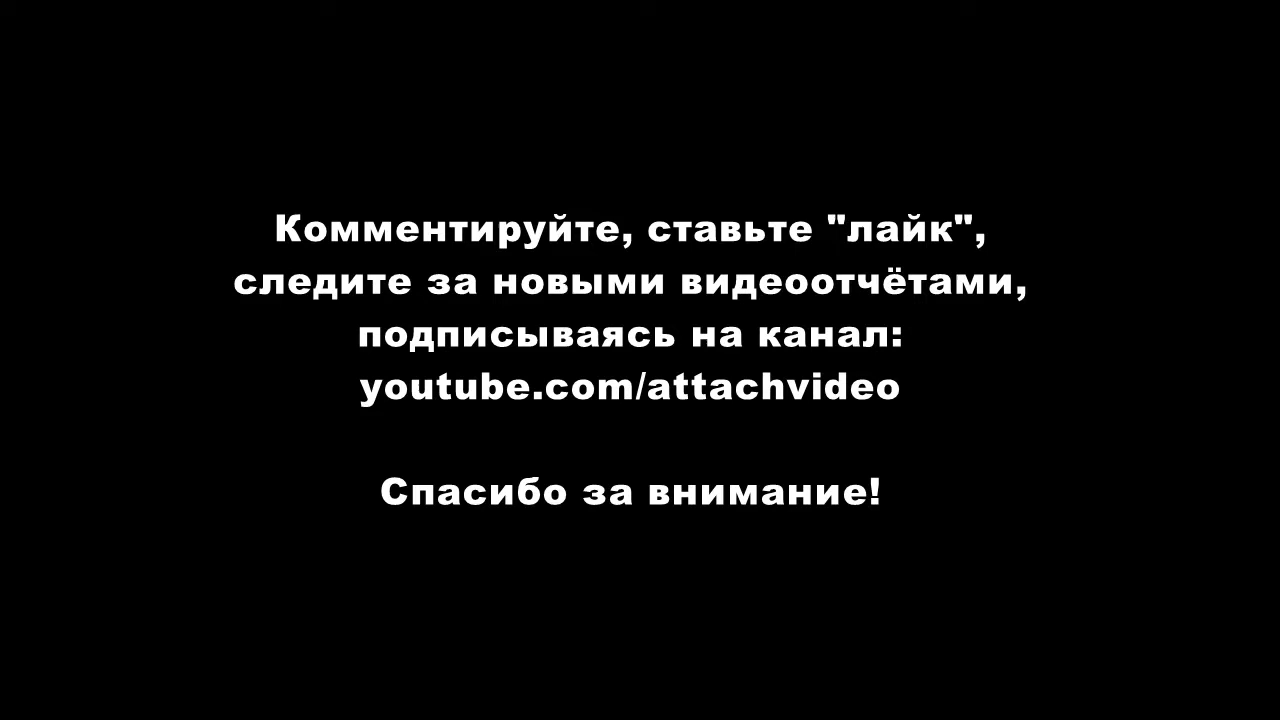 Комментируйте, ставьте "лайк",
следите за новыми видеоотчётами,
подписываясь на канал:
youtube.com/attachvideo
Спасибо за внимание!